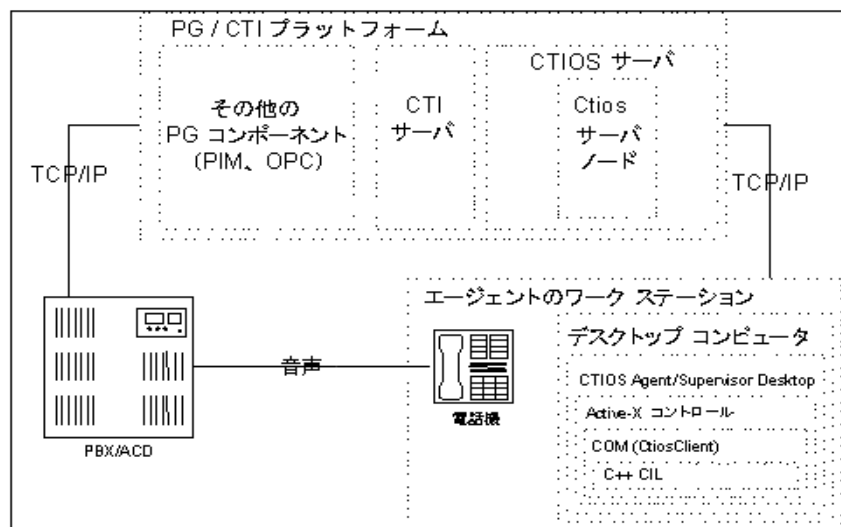 PG / CTI プラットフォーム
その他の
PG コンポーネント
(PIM、OPC)
CTI
サーバ
CTIOS サーバ
Ctios
サーバ
ノード
TCP/IP
TCP/IP
エージェントのワーク ステーション
デスクトップ コンピュータ
CTIOS Agent/Supervisor Desktop
Active-X コントロール
COM (CtiosClient)
C++ CIL
音声
電話機
PBX/ACD